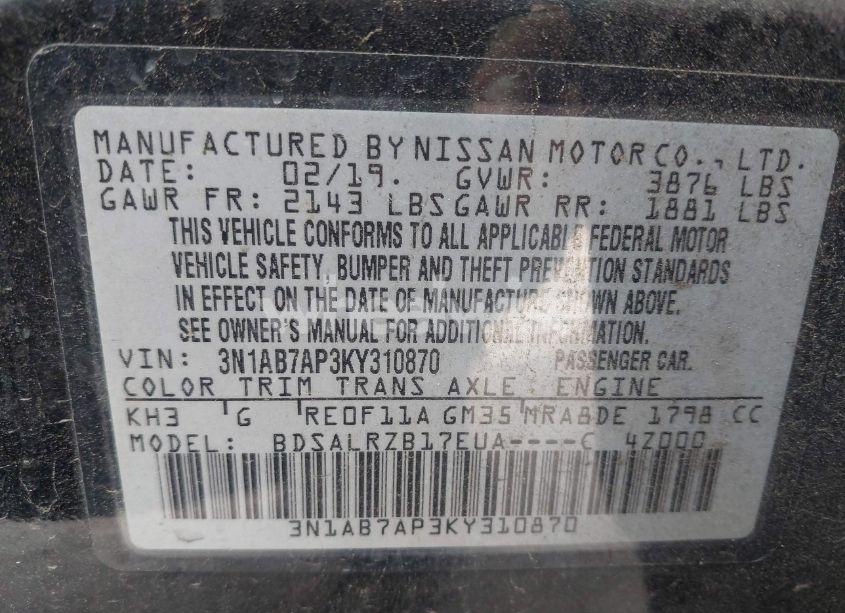 MANUFACTURED BY NISSAN MOTOR CO., LTD.
DATE: 02/19. GVWR: 3876 LBS
GAWR FR: 2143 LBS GAWR RR: 1881 LBS
THIS VEHICLE CONFORMS TO ALL APPLICABLE FEDERAL MOTOR
VEHICLE SAFETY, BUMPER AND THEFT PREVENTION STANDARDS
IN EFFECT ON THE DATE OF MANUFACTURE SHOWN ABOVE.
SEE OWNER'S MANUAL FOR ADDITIONAL INFORMATION.
VIN: 3N1AB7AP3KY310870 PASSENGER CAR.
COLOR TRIM TRANS AXLE ENGINE
KH3 G RE0F11A GM35 MRA8DE 1798 CC
MODEL: BDSALRZB17EUA----C 4Z000
3N1AB7AP3KY310870